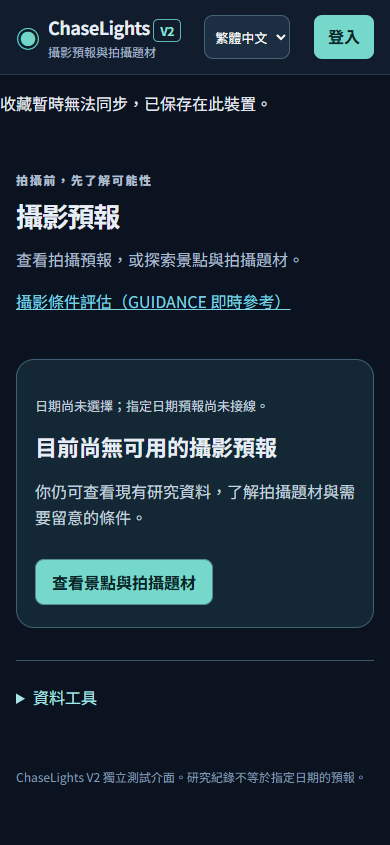 ChaseLights V2
攝影預報與拍攝題材
繁體中文
登入
收藏暫時無法同步，已保存在此裝置。
拍攝前，先了解可能性
攝影預報
查看拍攝預報，或探索景點與拍攝題材。
攝影條件評估（GUIDANCE 即時參考）
日期尚未選擇；指定日期預報尚未接線。
目前尚無可用的攝影預報
你仍可查看現有研究資料，了解拍攝題材與需
要留意的條件。
查看景點與拍攝題材
資料工具
ChaseLights V2 獨立測試介面。研究紀錄不等於指定日期的預報。